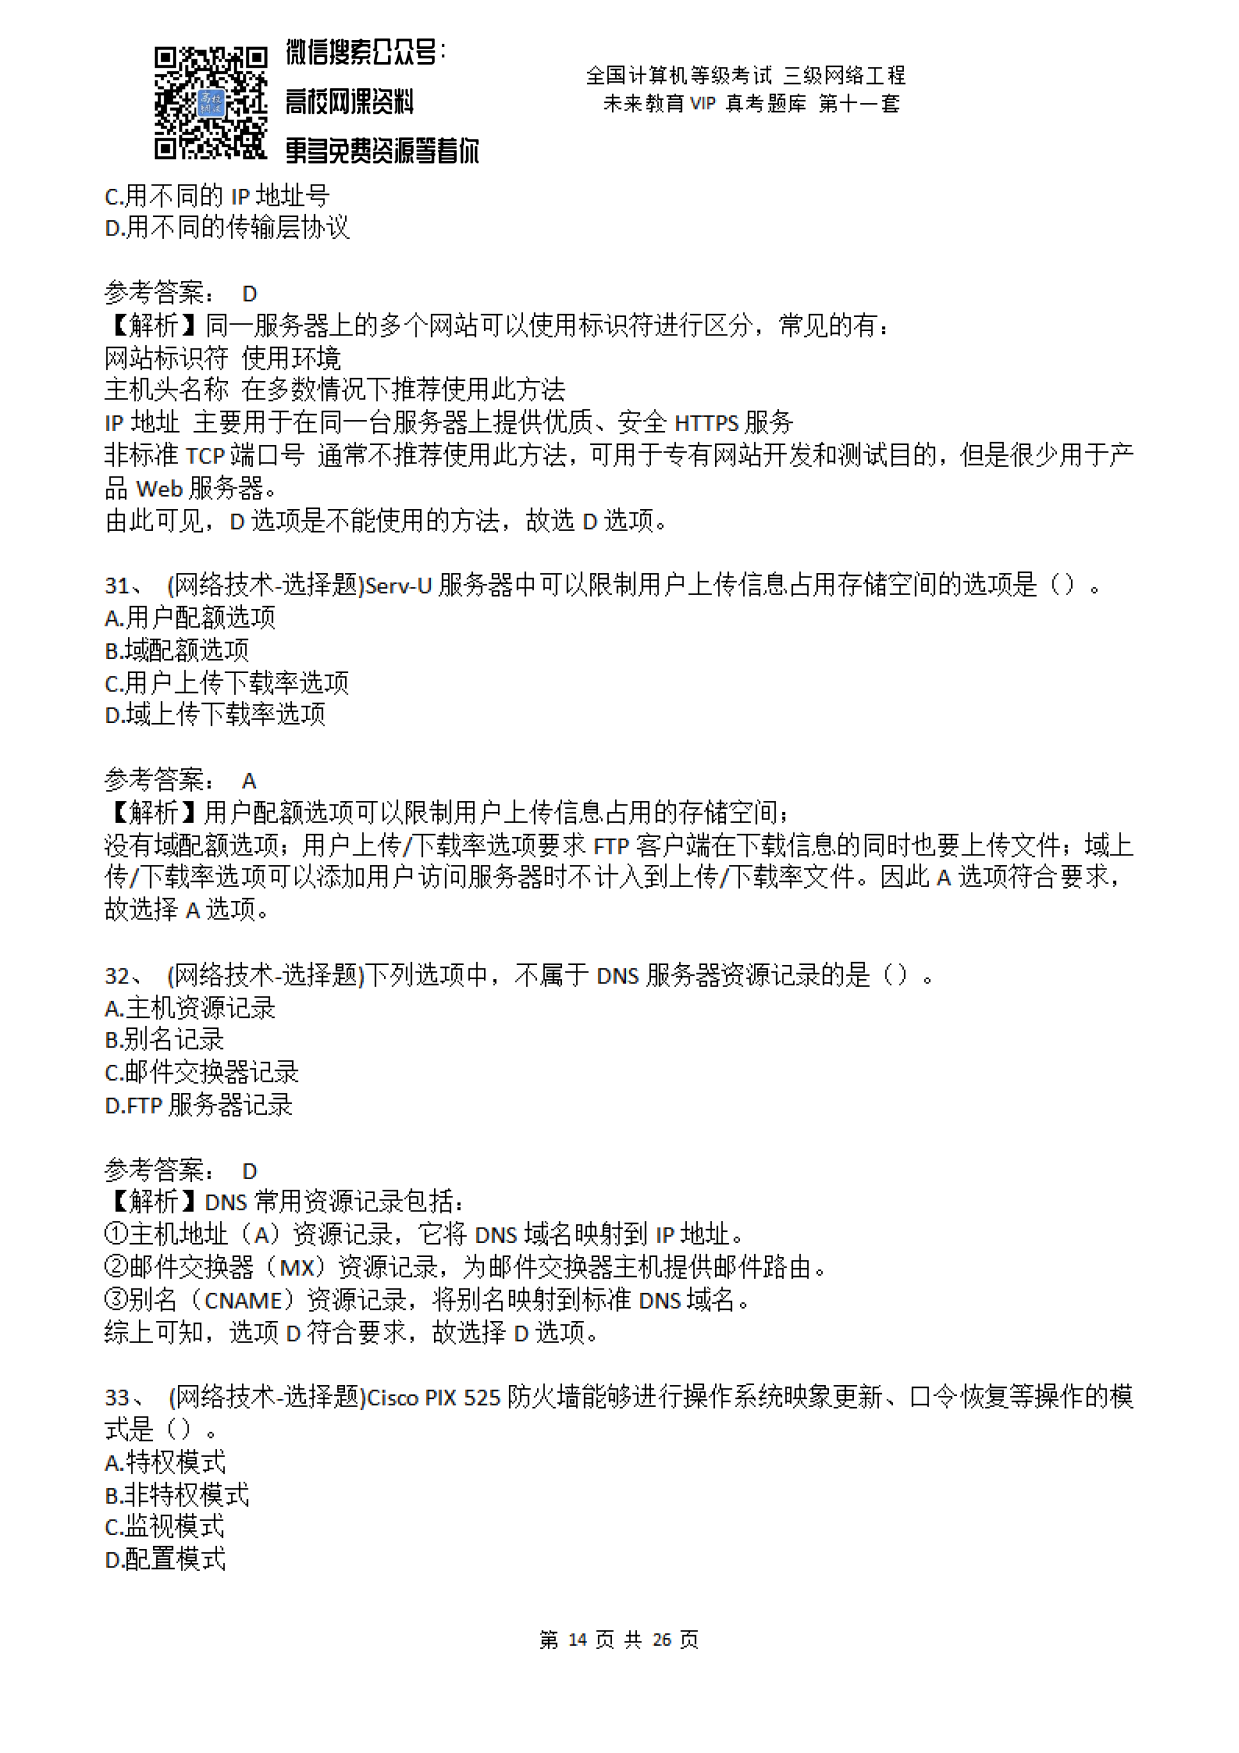 微信搜索公众号：
高校网课资料
更多免费资源等着你
全国计算机等级考试 三级网络工程
未来教育 VIP 真考题库 第十一套
高校
网课
C.用不同的 IP 地址号
D.用不同的传输层协议
参考答案： D
【解析】同一服务器上的多个网站可以使用标识符进行区分，常见的有：
网站标识符 使用环境
主机头名称 在多数情况下推荐使用此方法
IP 地址 主要用于在同一台服务器上提供优质、安全 HTTPS 服务
非标准 TCP 端口号 通常不推荐使用此方法，可用于专有网站开发和测试目的，但是很少用于产
品 Web 服务器。
由此可见，D 选项是不能使用的方法，故选 D 选项。
31、 (网络技术-选择题)Serv-U 服务器中可以限制用户上传信息占用存储空间的选项是（）。
A.用户配额选项
B.域配额选项
C.用户上传下载率选项
D.域上传下载率选项
参考答案： A
【解析】用户配额选项可以限制用户上传信息占用的存储空间；
没有域配额选项；用户上传/下载率选项要求 FTP 客户端在下载信息的同时也要上传文件；域上
传/下载率选项可以添加用户访问服务器时不计入到上传/下载率文件。因此 A 选项符合要求，
故选择 A 选项。
32、 (网络技术-选择题)下列选项中，不属于 DNS 服务器资源记录的是（）。
A.主机资源记录
B.别名记录
C.邮件交换器记录
D.FTP 服务器记录
参考答案： D
【解析】DNS 常用资源记录包括：
①主机地址（A）资源记录，它将 DNS 域名映射到 IP 地址。
②邮件交换器（MX）资源记录，为邮件交换器主机提供邮件路由。
③别名（CNAME）资源记录，将别名映射到标准 DNS 域名。
综上可知，选项 D 符合要求，故选择 D 选项。
33、 (网络技术-选择题)Cisco PIX 525 防火墙能够进行操作系统映象更新、口令恢复等操作的模
式是（）。
A.特权模式
B.非特权模式
C.监视模式
D.配置模式
第 14 页 共 26 页